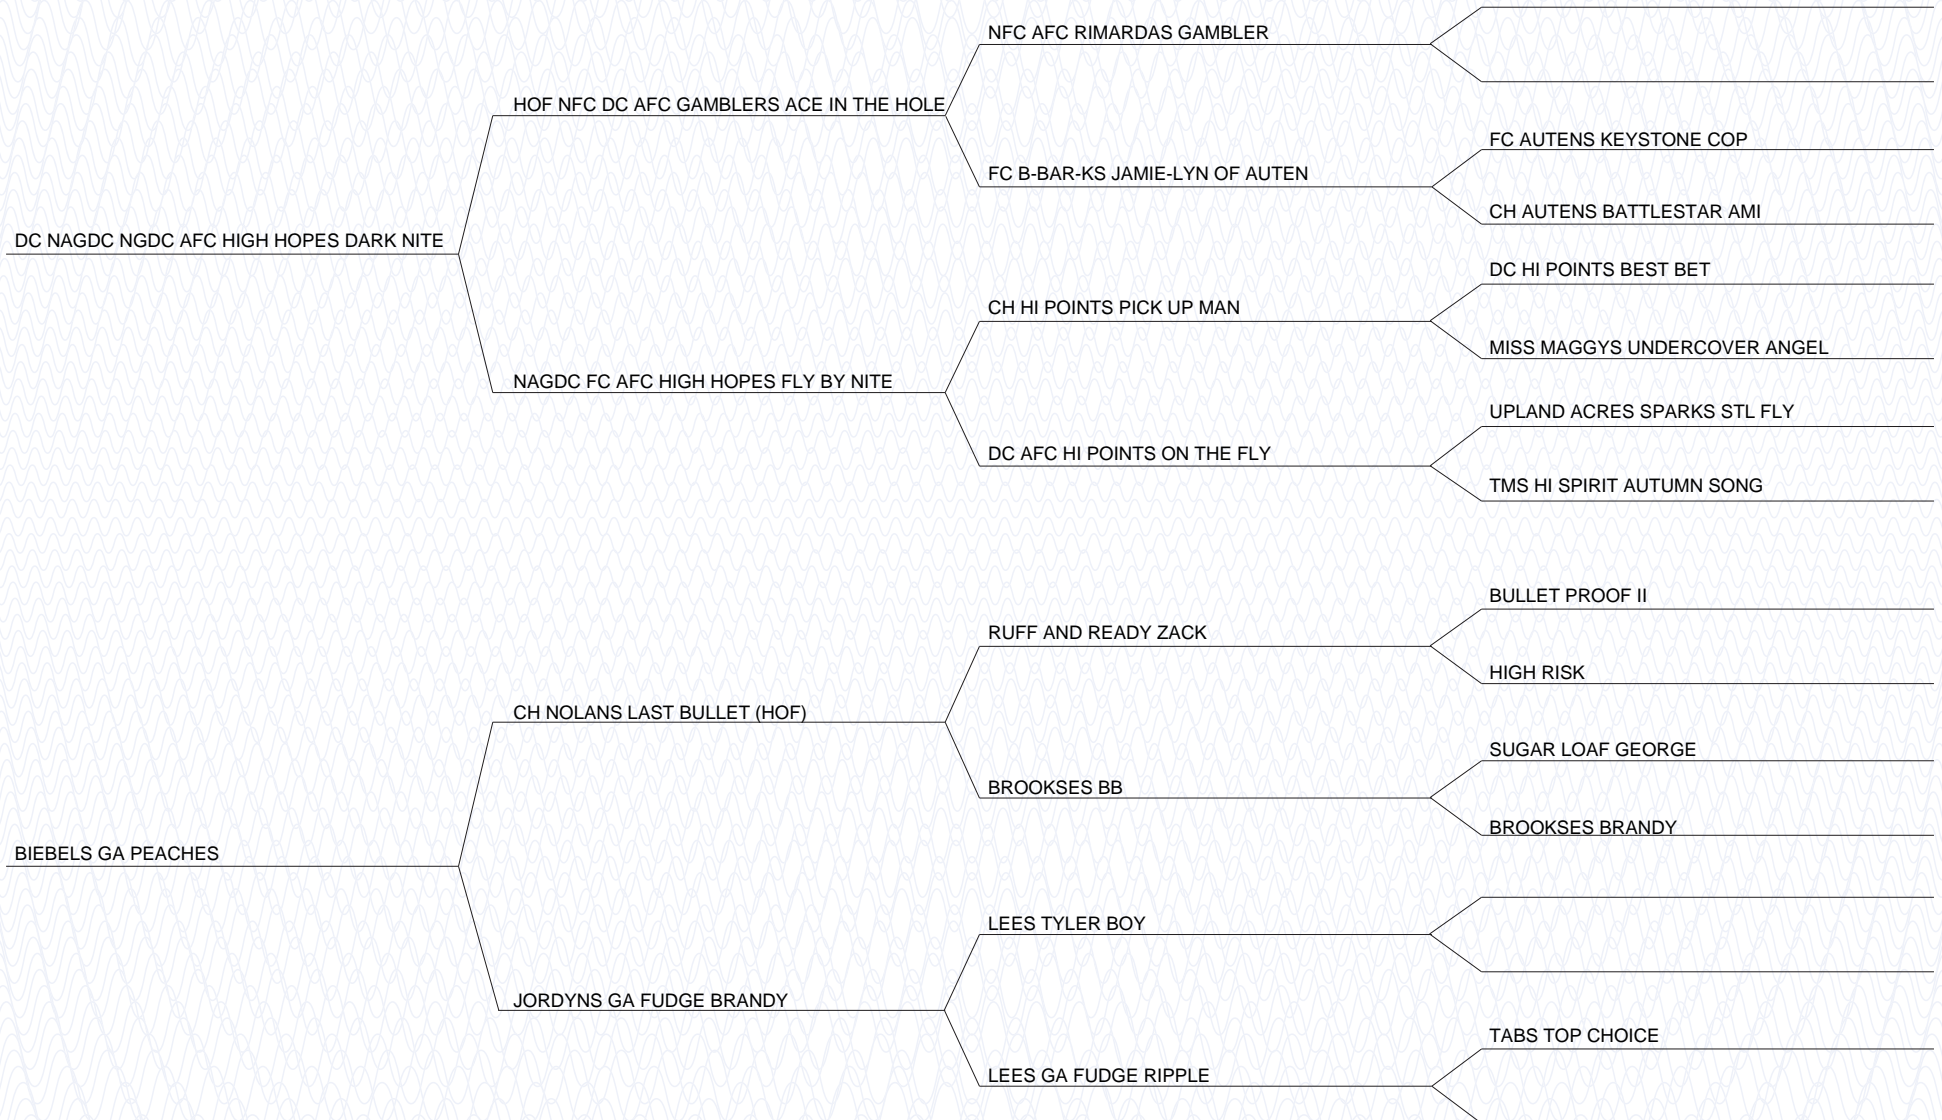 NFC AFC RIMARDAS GAMBLER
HOF NFC DC AFC GAMBLERS ACE IN THE HOLE
FC AUTENS KEYSTONE COP
FC B-BAR-KS JAMIE-LYN OF AUTEN
CH AUTENS BATTLESTAR AMI
DC NAGDC NGDC AFC HIGH HOPES DARK NITE
DC HI POINTS BEST BET
CH HI POINTS PICK UP MAN
MISS MAGGYS UNDERCOVER ANGEL
NAGDC FC AFC HIGH HOPES FLY BY NITE
UPLAND ACRES SPARKS STL FLY
DC AFC HI POINTS ON THE FLY
TMS HI SPIRIT AUTUMN SONG
BULLET PROOF II
RUFF AND READY ZACK
HIGH RISK
CH NOLANS LAST BULLET (HOF)
SUGAR LOAF GEORGE
BROOKSES BB
BROOKSES BRANDY
BIEBELS GA PEACHES
LEES TYLER BOY
JORDYNS GA FUDGE BRANDY
TABS TOP CHOICE
LEES GA FUDGE RIPPLE